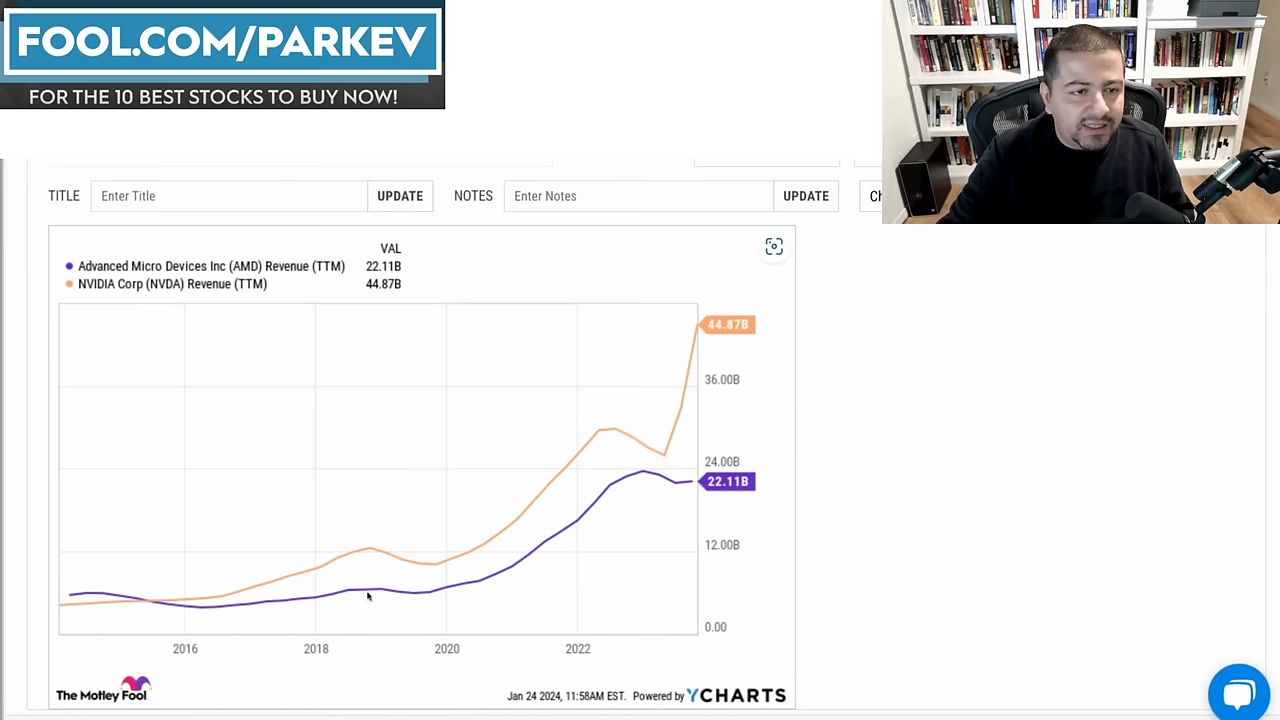 FOOL.COM/PARKEV
FOR THE 10 BEST STOCKS TO BUY NOW!
TITLE Enter Title UPDATE NOTES Enter Notes UPDATE
VAL
Advanced Micro Devices Inc (AMD) Revenue (TTM) 22.11B
NVIDIA Corp (NVDA) Revenue (TTM) 44.87B
44.87B
36.00B
24.00B
22.11B
12.00B
0.00
2016 2018 2020 2022
The Motley Fool
Jan 24 2024, 11:58AM EST. Powered by YCHARTS